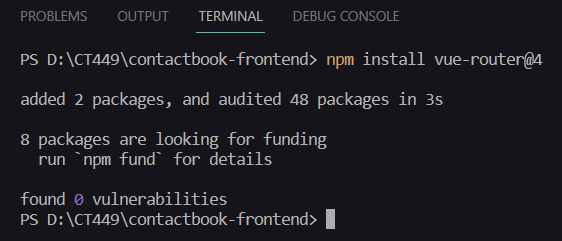 PROBLEMS OUTPUT TERMINAL DEBUG CONSOLE
PS D:\CT449\contactbook-frontend> npm install vue-router@4
added 2 packages, and audited 48 packages in 3s
8 packages are looking for funding
  run `npm fund` for details
found 0 vulnerabilities
PS D:\CT449\contactbook-frontend>